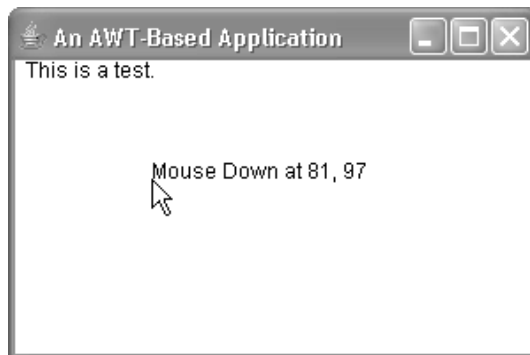 An AWT-Based Application
This is a test.
Mouse Down at 81, 97